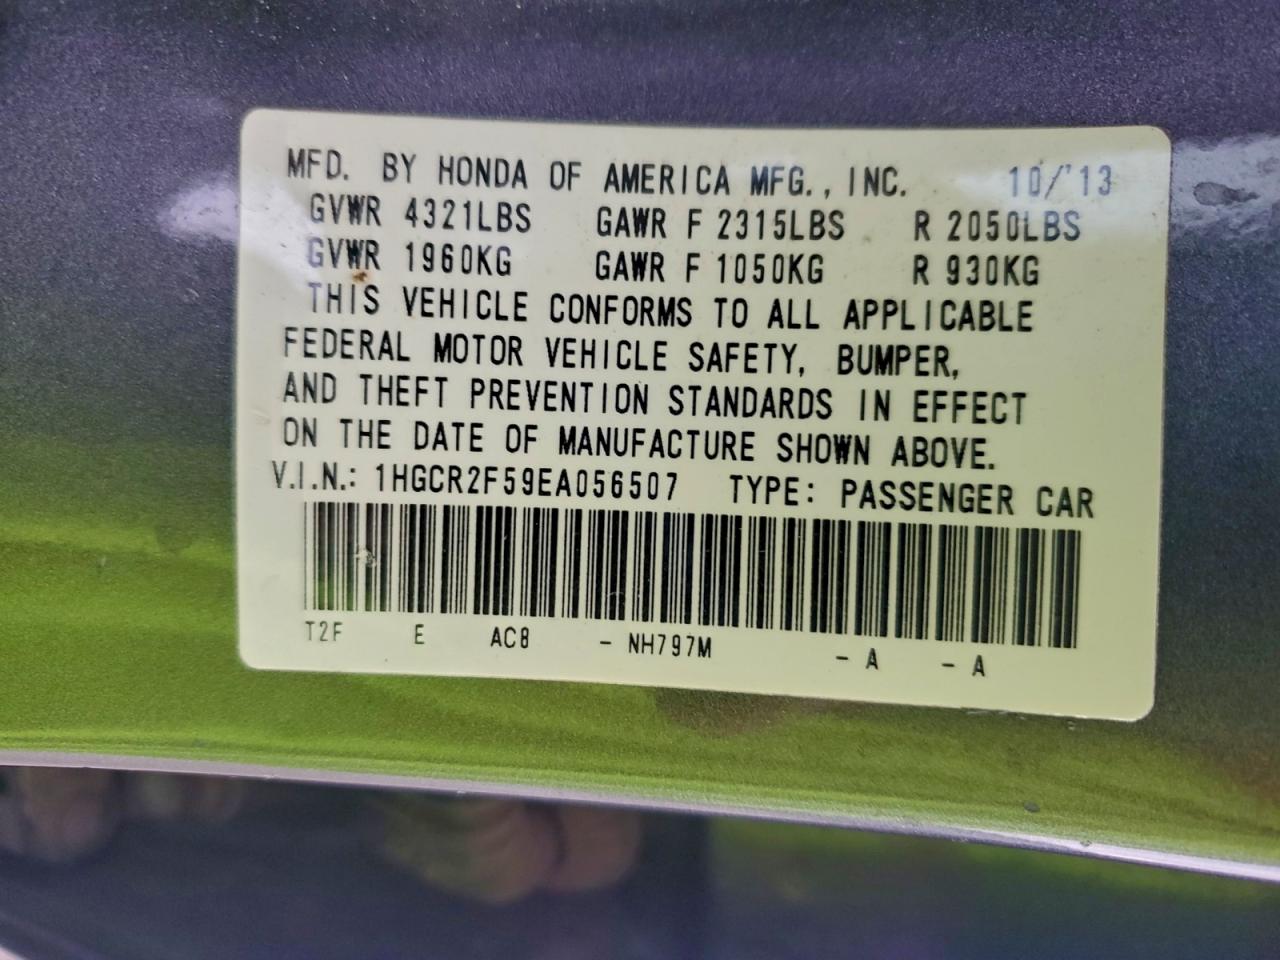 MFD. BY HONDA OF AMERICA MFG., INC. 10/'13
GVWR 4321LBS GAWR F 2315LBS R 2050LBS
GVWR 1960KG GAWR F 1050KG R 930KG
THIS VEHICLE CONFORMS TO ALL APPLICABLE
FEDERAL MOTOR VEHICLE SAFETY, BUMPER,
AND THEFT PREVENTION STANDARDS IN EFFECT
ON THE DATE OF MANUFACTURE SHOWN ABOVE.
V.I.N.: 1HGCR2F59EA056507 TYPE: PASSENGER CAR
T2F E AC8 - NH797M - A - A